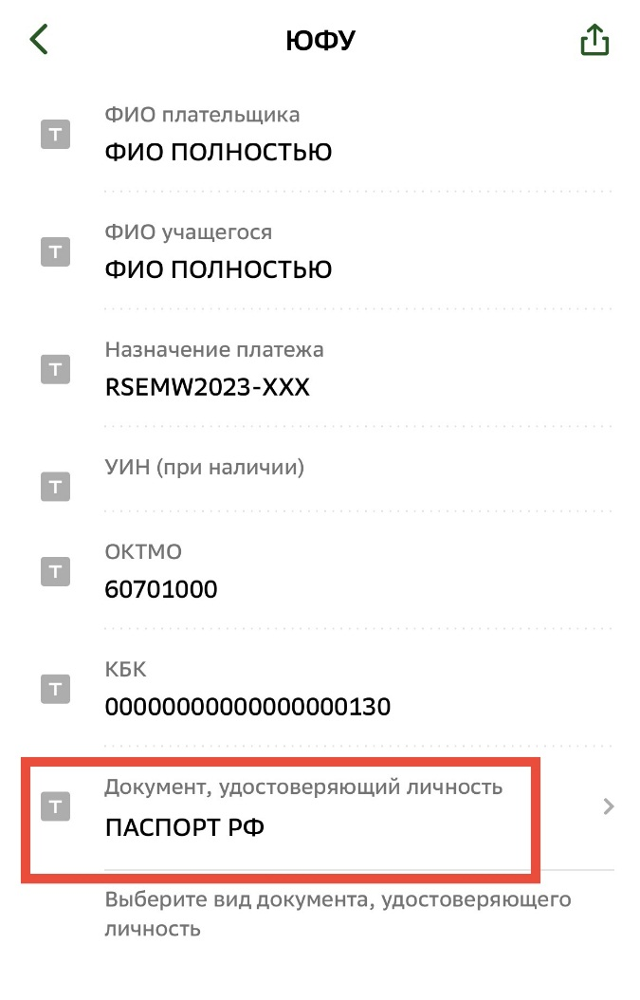 ЮФУ
ФИО плательщика
T
ФИО ПОЛНОСТЬЮ
ФИО учащегося
T
ФИО ПОЛНОСТЬЮ
Назначение платежа
T
RSEMW2023-XXX
УИН (при наличии)
T
ОКТМО
T
60701000
КБК
T
00000000000000000130
Документ, удостоверяющий личность
T
ПАСПОРТ РФ
Выберите вид документа, удостоверяющего
личность